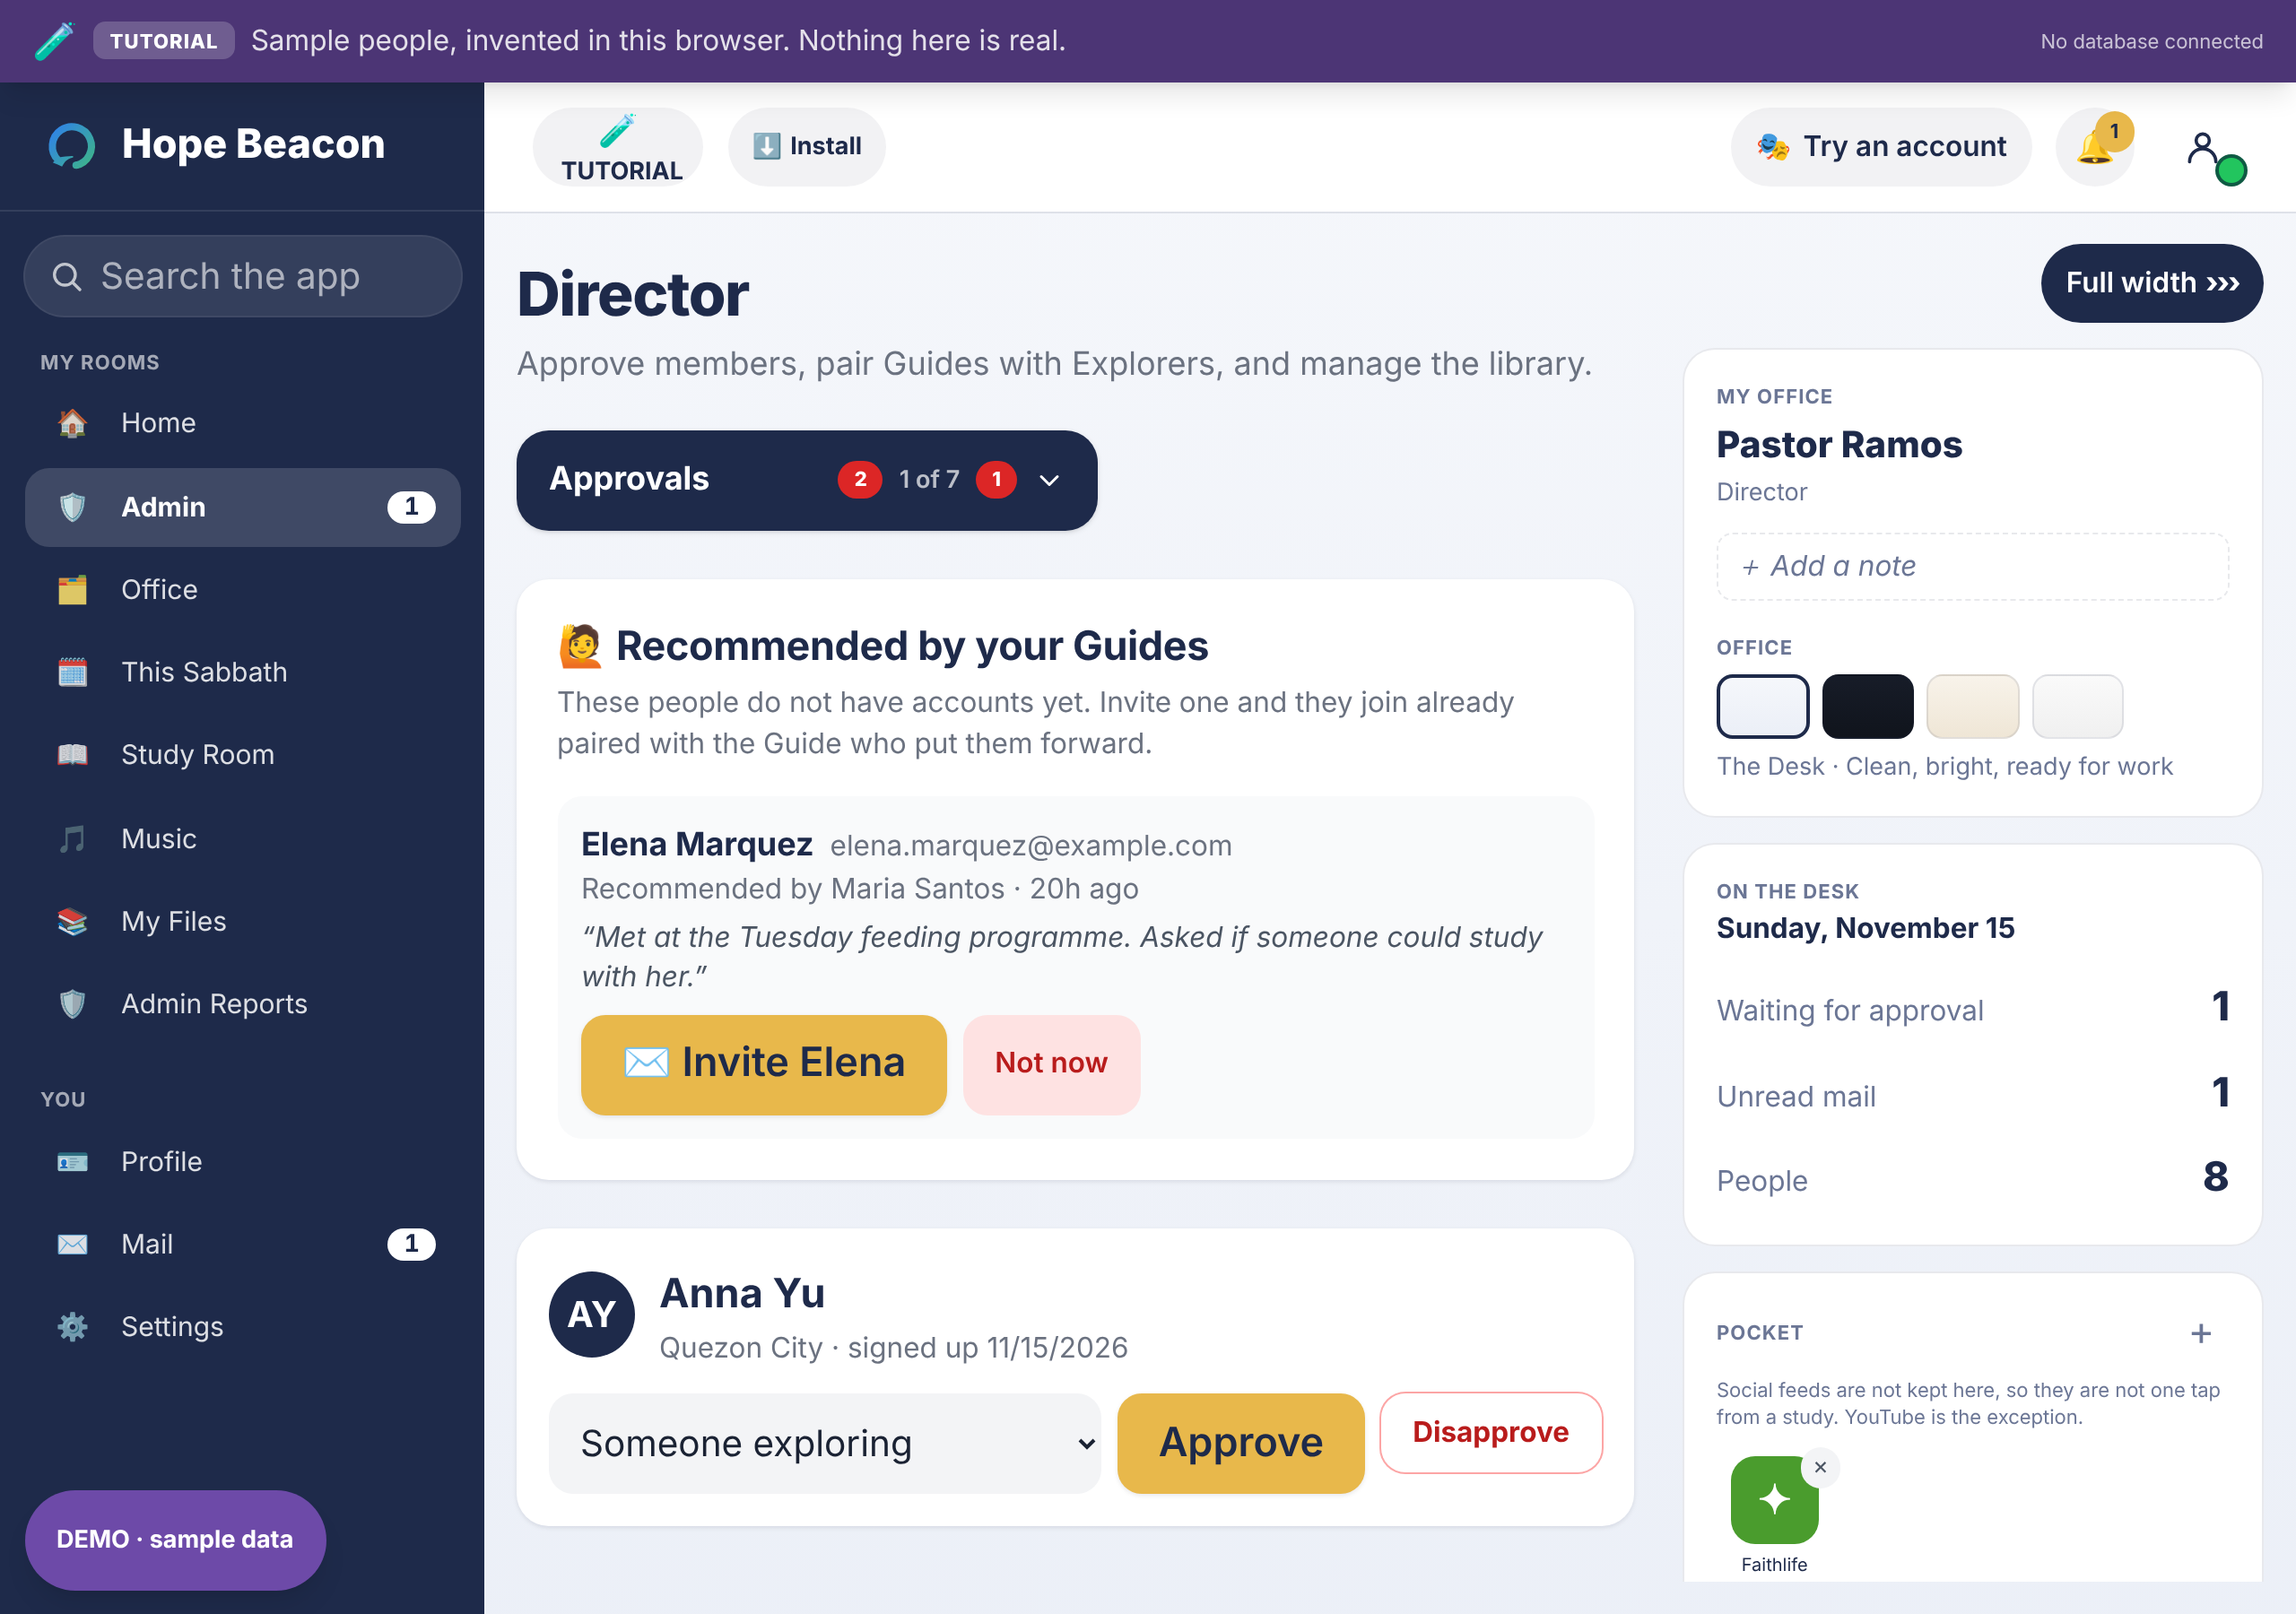 TUTORIAL Sample people, invented in this browser. Nothing here is real.
No database connected
Hope Beacon
Search the app
MY ROOMS
Home
Admin 1
Office
This Sabbath
Study Room
Music
My Files
Admin Reports
YOU
Profile
Mail 1
Settings
DEMO · sample data
TUTORIAL
Install
Try an account
1
Director
Full width ›››
Approve members, pair Guides with Explorers, and manage the library.
Approvals 2 1 of 7 1
Recommended by your Guides
These people do not have accounts yet. Invite one and they join already
paired with the Guide who put them forward.
Elena Marquez elena.marquez@example.com
Recommended by Maria Santos · 20h ago
“Met at the Tuesday feeding programme. Asked if someone could study
with her.”
Invite Elena
Not now
AY
Anna Yu
Quezon City · signed up 11/15/2026
Someone exploring
Approve
Disapprove
MY OFFICE
Pastor Ramos
Director
+ Add a note
OFFICE
The Desk · Clean, bright, ready for work
ON THE DESK
Sunday, November 15
Waiting for approval 1
Unread mail 1
People 8
POCKET +
Social feeds are not kept here, so they are not one tap
from a study. YouTube is the exception.
×
Faithlife